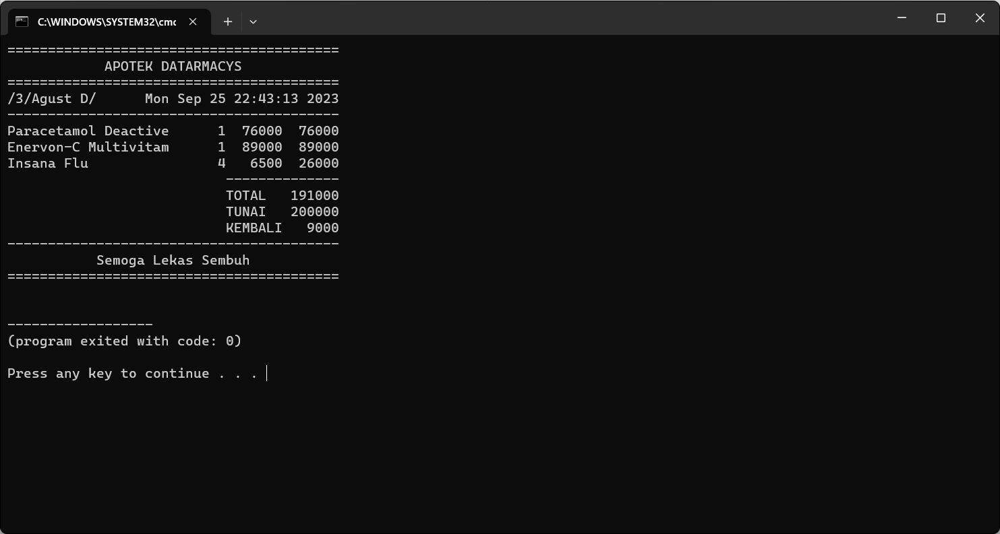 C:\WINDOWS\SYSTEM32\cmc
=========================================
            APOTEK DATARMACYS
=========================================
/3/Agust D/      Mon Sep 25 22:43:13 2023
-----------------------------------------
Paracetamol Deactive      1  76000  76000
Enervon-C Multivitam      1  89000  89000
Insana Flu                4   6500  26000
                           --------------
                           TOTAL   191000
                           TUNAI   200000
                           KEMBALI   9000
-----------------------------------------
           Semoga Lekas Sembuh
=========================================
------------------
(program exited with code: 0)
Press any key to continue . . .